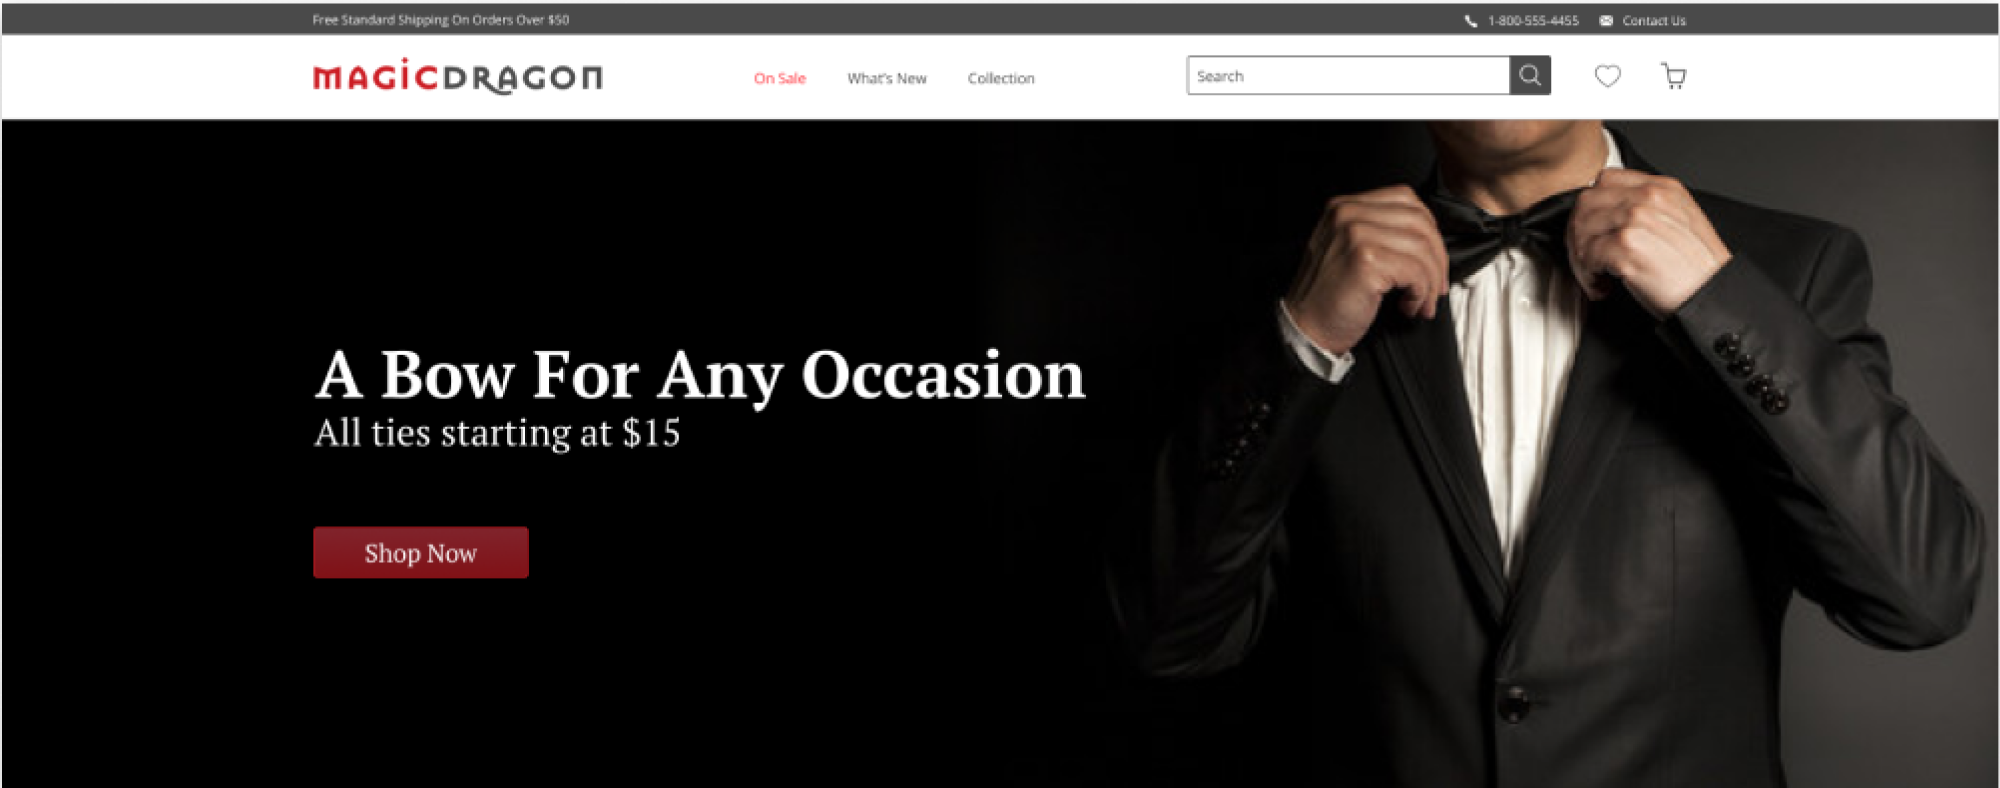 Free Standard Shipping On Orders Over $50
1-800-555-4455
Contact Us
MAGICDRAGON
On Sale
What's New
Collection
Search
A Bow For Any Occasion
All ties starting at $15
Shop Now